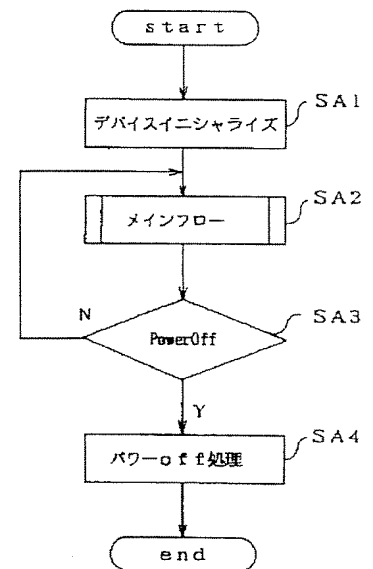 start
デバイスイニシャライズ
SA1
メインフロー
SA2
PowerOff
SA3
N
Y
パワーoff処理
SA4
end